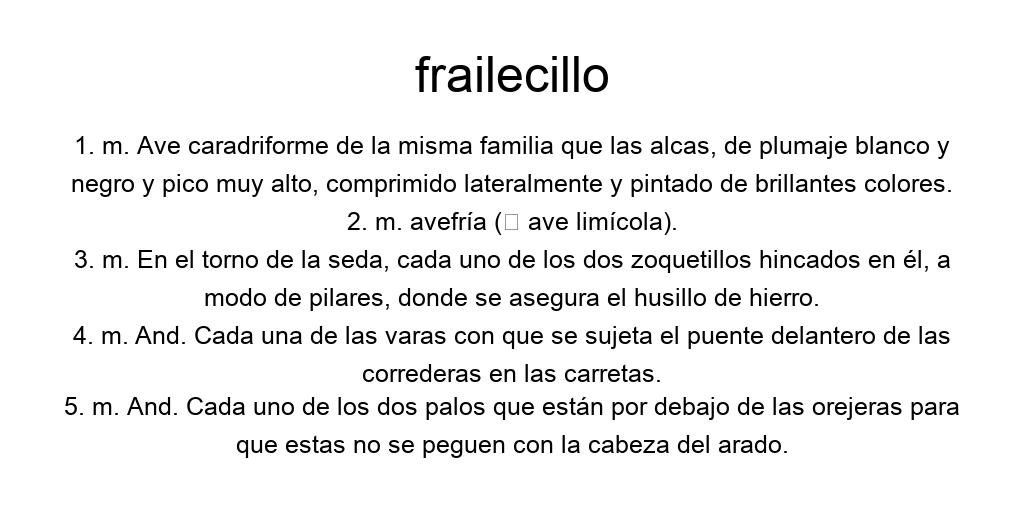 frailecillo
1. m. Ave caradriforme de la misma familia que las alcas, de plumaje blanco y
negro y pico muy alto, comprimido lateralmente y pintado de brillantes colores.
2. m. avefría (□ ave limícola).
3. m. En el torno de la seda, cada uno de los dos zoquetillos hincados en él, a
modo de pilares, donde se asegura el husillo de hierro.
4. m. And. Cada una de las varas con que se sujeta el puente delantero de las
correderas en las carretas.
5. m. And. Cada uno de los dos palos que están por debajo de las orejeras para
que estas no se peguen con la cabeza del arado.